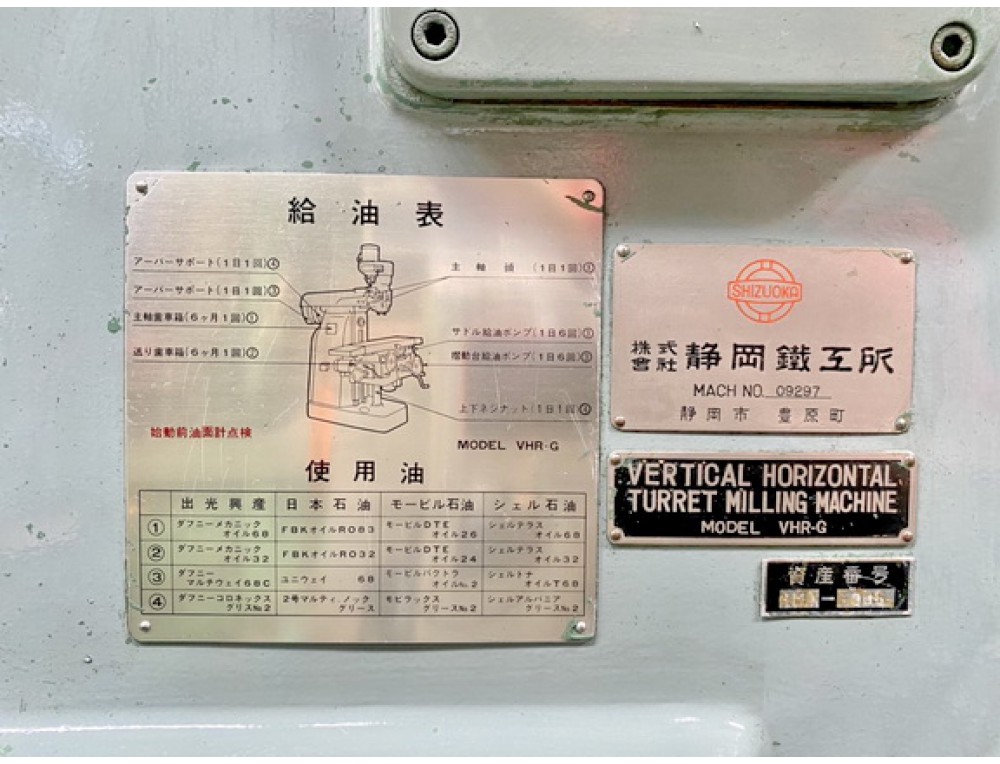 給油表
アーバーサポート(1日1回)④
アーバーサポート(1日1回)③
主軸歯車箱(6ヶ月1回)①
送り歯車箱(6ヶ月1回)②
主軸頭(1日1回)
サドル給油ポンプ(1日6回)③
摺動台給油ポンプ(1日6回)③
上下ネジナット(1日1回)④
始動前油面計点検
MODEL VHR-G
使用油
出光興産 日本石油 モービル石油 シェル石油
① ダフニーメカニックオイル68 FBKオイルRO83 モービルDTEオイル26 シェルテラスオイル68
② ダフニーメカニックオイル32 FBKオイルRO32 モービルDTEオイル24 シェルテラスオイル32
③ ダフニーマルチウェイ68C ユニウェイ 68 モービルバクトラオイルNo.2 シェルトナオイルT68
④ ダフニーコロネックスグリスNo.2 2号マルティノックグリース モビラックスグリースNo.2 シェルアルバニアグリースNo.2
SHIZUOKA
株式會社 静岡鐵工所
MACH NO. 09297
静岡市 豊原町
VERTICAL HORIZONTAL
TURRET MILLING MACHINE
MODEL VHR-G
資産番号